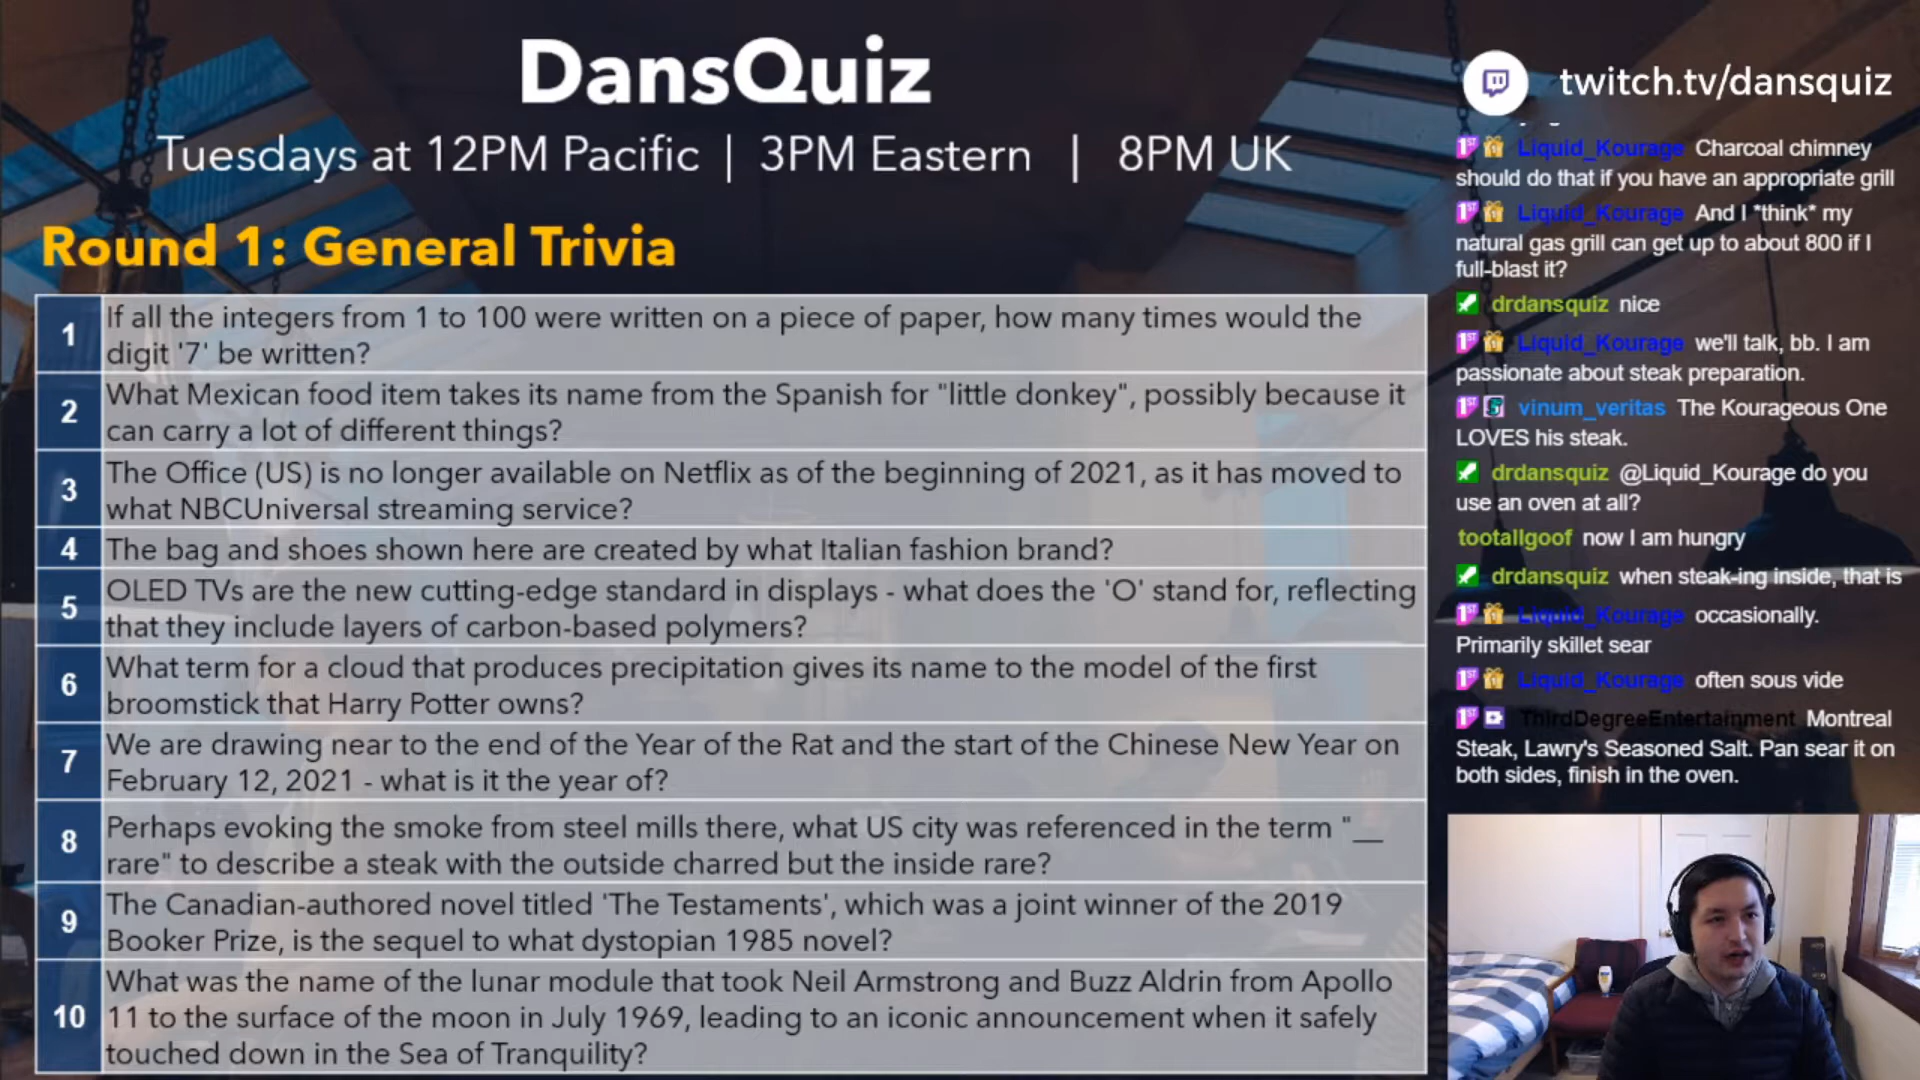 DansQuiz
Tuesdays at 12PM Pacific | 3PM Eastern | 8PM UK
Round 1: General Trivia
1 If all the integers from 1 to 100 were written on a piece of paper, how many times would the
digit '7' be written?
2 What Mexican food item takes its name from the Spanish for "little donkey", possibly because it
can carry a lot of different things?
3 The Office (US) is no longer available on Netflix as of the beginning of 2021, as it has moved to
what NBCUniversal streaming service?
4 The bag and shoes shown here are created by what Italian fashion brand?
5 OLED TVs are the new cutting-edge standard in displays - what does the 'O' stand for, reflecting
that they include layers of carbon-based polymers?
6 What term for a cloud that produces precipitation gives its name to the model of the first
broomstick that Harry Potter owns?
7 We are drawing near to the end of the Year of the Rat and the start of the Chinese New Year on
February 12, 2021 - what is it the year of?
8 Perhaps evoking the smoke from steel mills there, what US city was referenced in the term "__
rare" to describe a steak with the outside charred but the inside rare?
9 The Canadian-authored novel titled 'The Testaments', which was a joint winner of the 2019
Booker Prize, is the sequel to what dystopian 1985 novel?
10 What was the name of the lunar module that took Neil Armstrong and Buzz Aldrin from Apollo
11 to the surface of the moon in July 1969, leading to an iconic announcement when it safely
touched down in the Sea of Tranquility?
twitch.tv/dansquiz
1ST Liquid_Kourage Charcoal chimney
should do that if you have an appropriate grill
1ST Liquid_Kourage And I *think* my
natural gas grill can get up to about 800 if I
full-blast it?
drdansquiz nice
1ST Liquid_Kourage we'll talk, bb. I am
passionate about steak preparation.
1ST vinum_veritas The Kourageous One
LOVES his steak.
drdansquiz @Liquid_Kourage do you
use an oven at all?
tootallgoof now I am hungry
drdansquiz when steak-ing inside, that is
1ST Liquid_Kourage occasionally.
Primarily skillet sear
1ST Liquid_Kourage often sous vide
1ST ThirdDegreeEntertainment Montreal
Steak, Lawry's Seasoned Salt. Pan sear it on
both sides, finish in the oven.